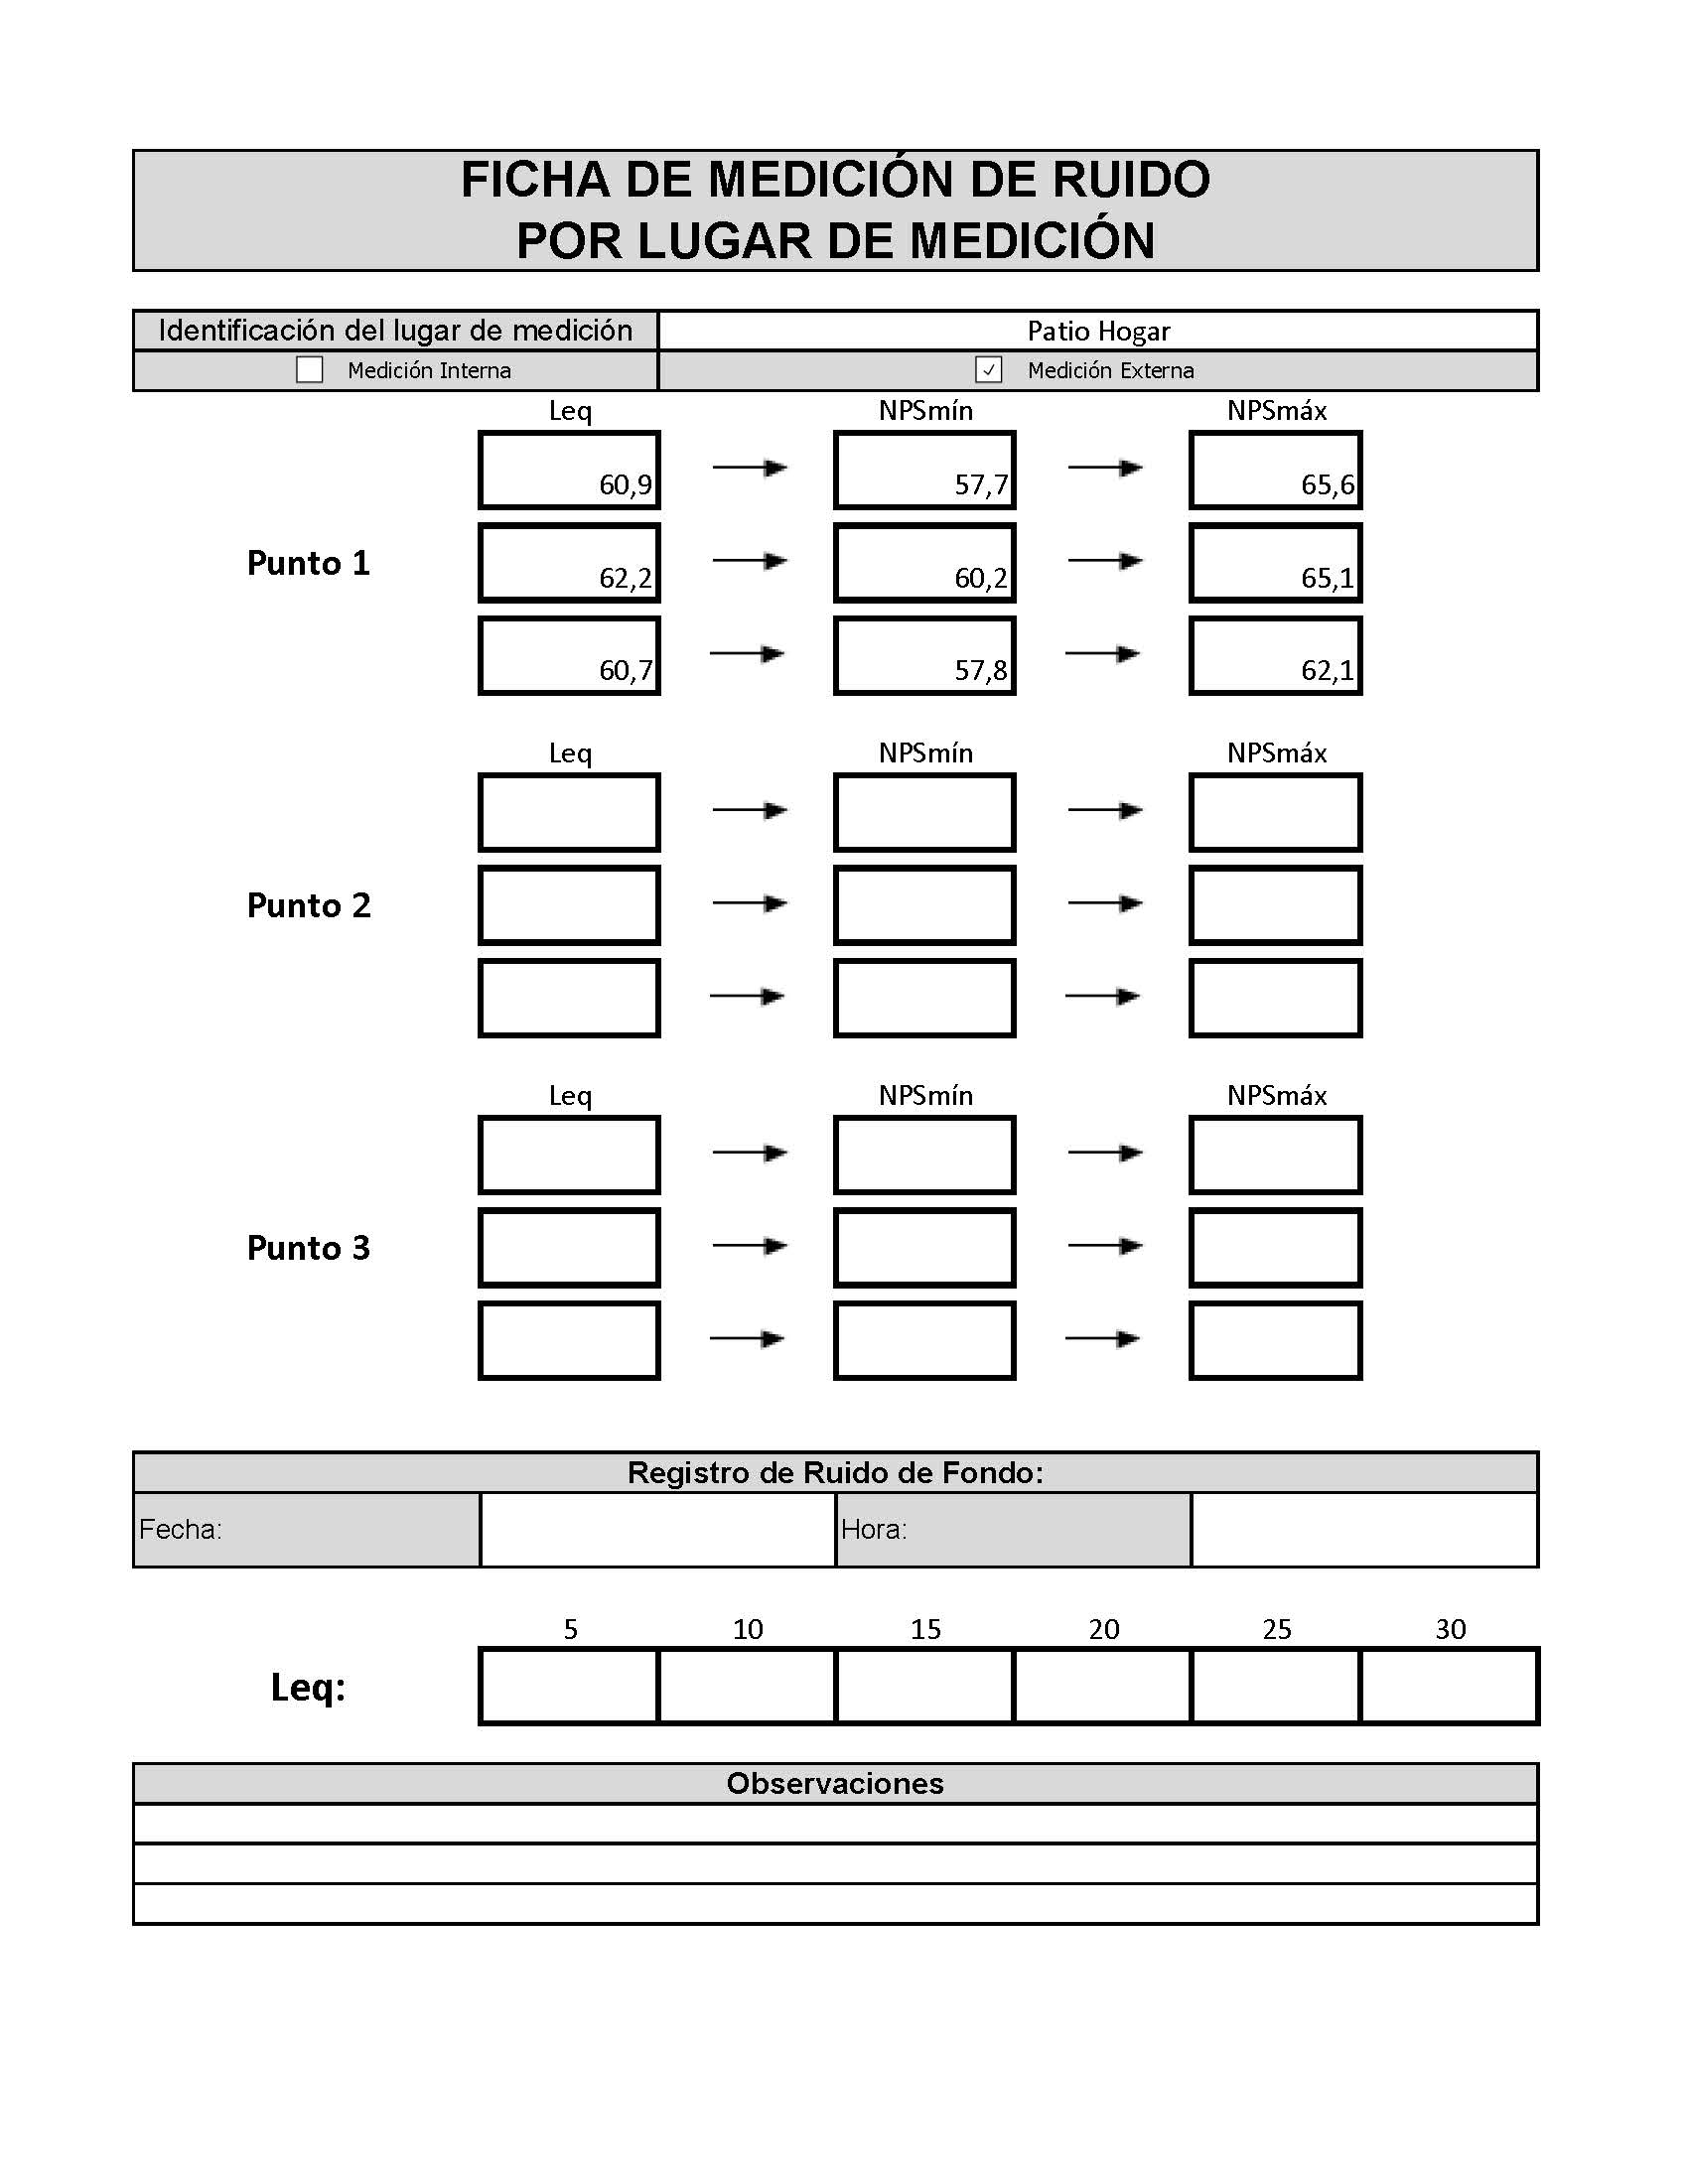 FICHA DE MEDICIÓN DE RUIDO
POR LUGAR DE MEDICIÓN
Identificación del lugar de medición Patio Hogar
Medición Interna ✓ Medición Externa
Leq NPSmín NPSmáx
60,9 57,7 65,6
Punto 1 62,2 60,2 65,1
60,7 57,8 62,1
Leq NPSmín NPSmáx
Punto 2
Leq NPSmín NPSmáx
Punto 3
Registro de Ruido de Fondo:
Fecha: Hora:
5 10 15 20 25 30
Leq:
Observaciones